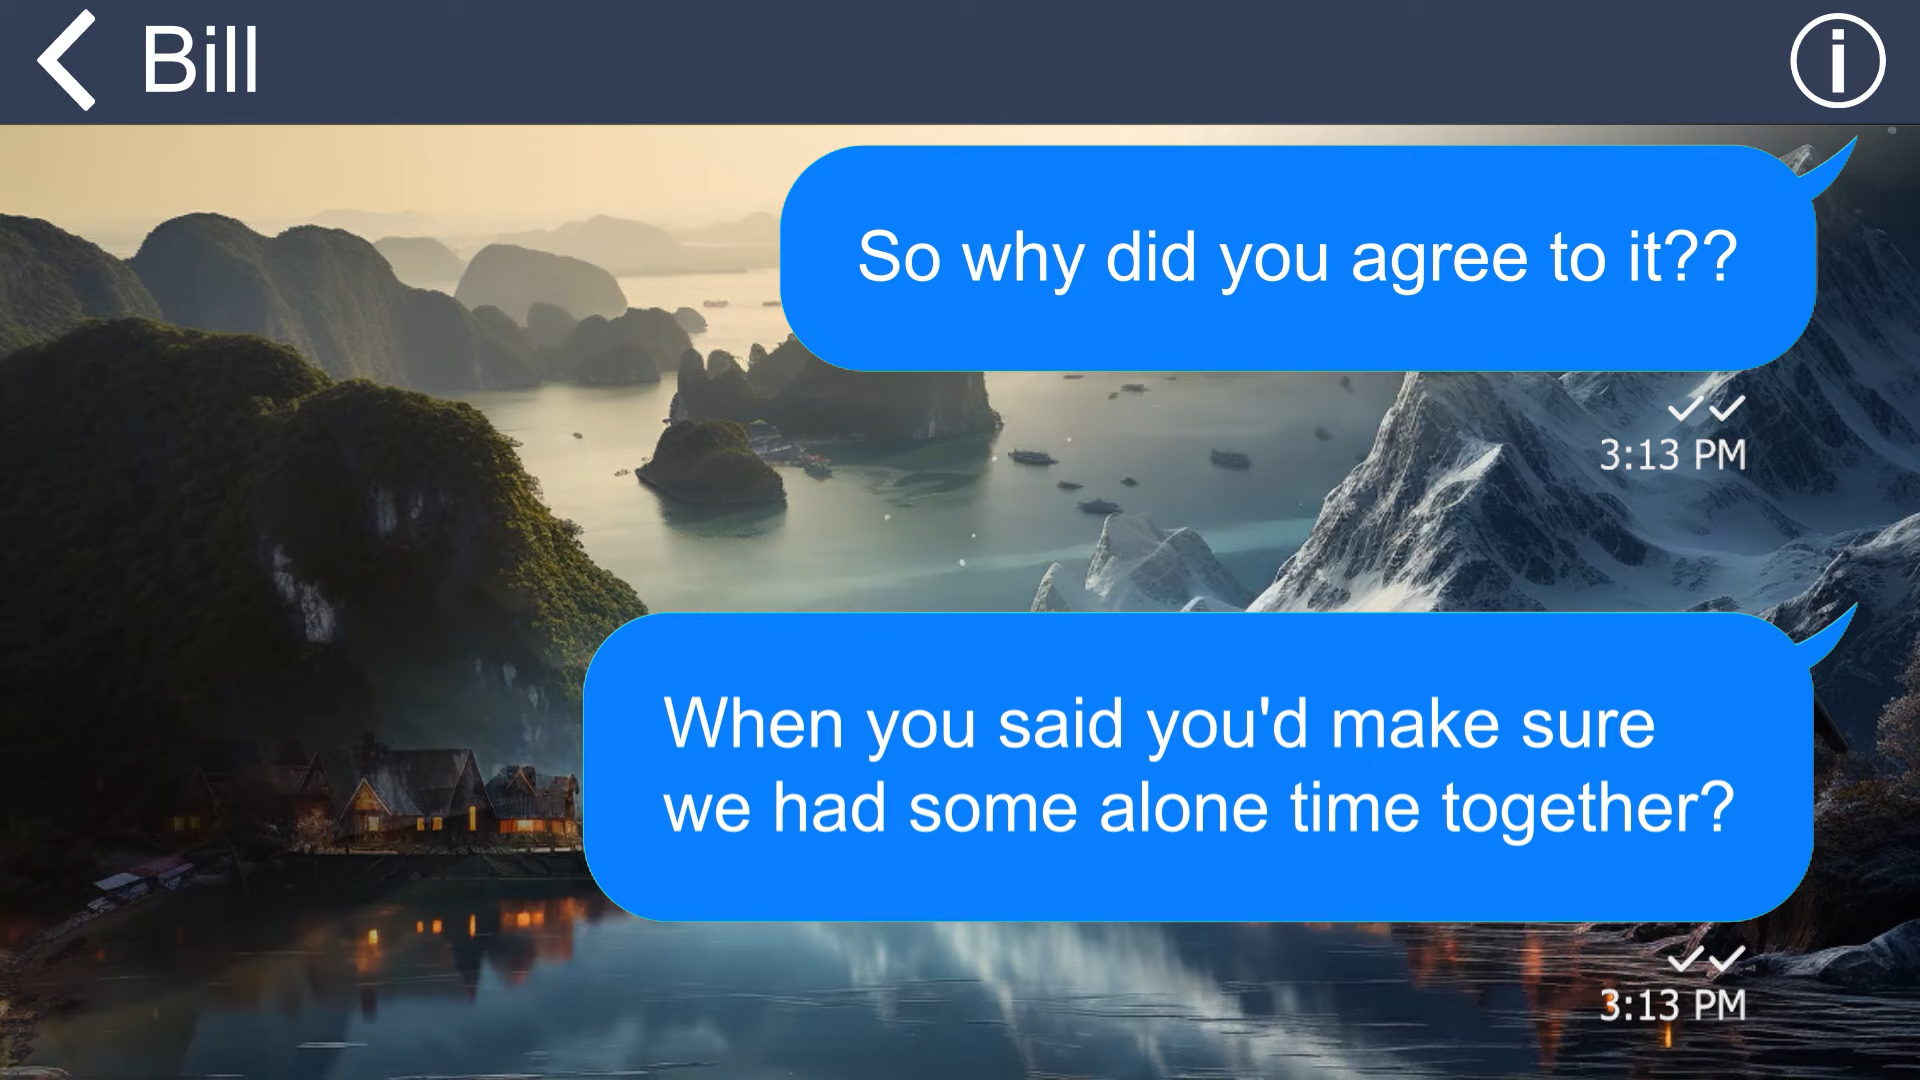 Bill
So why did you agree to it??
3:13 PM
When you said you'd make sure
we had some alone time together?
3:13 PM